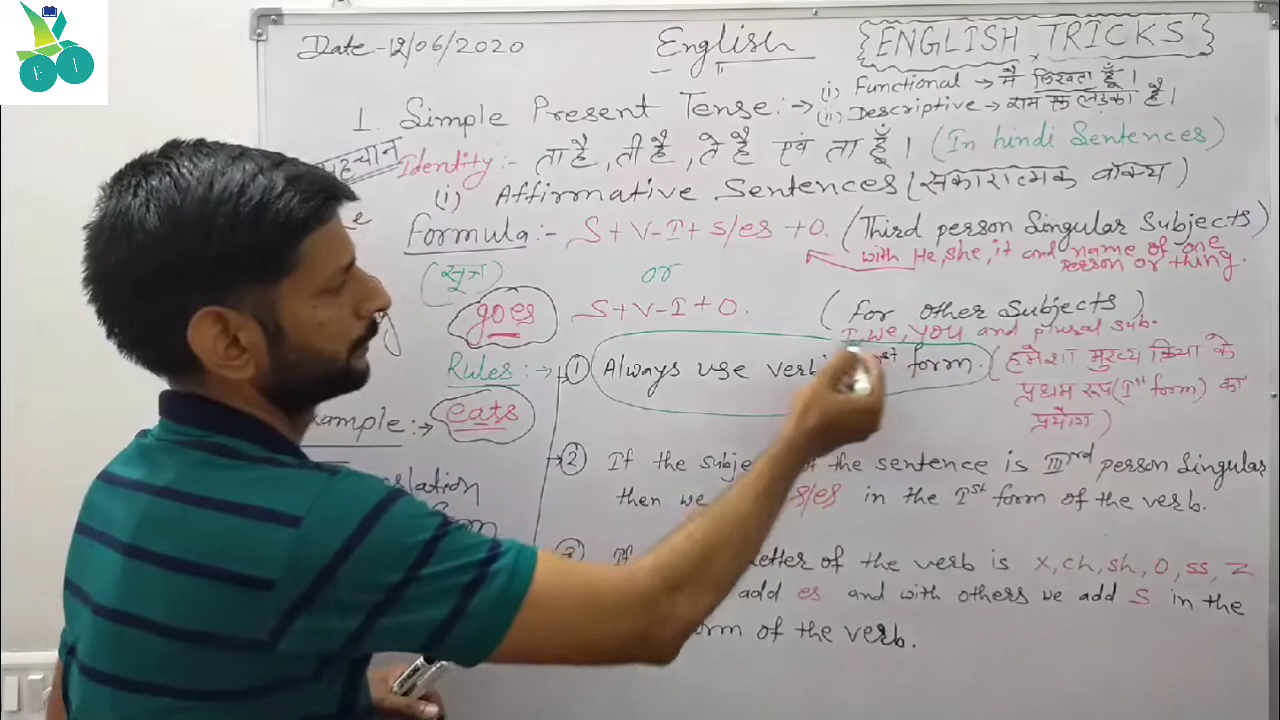 Date-12/06/2020
English
ENGLISH TRICKS
1. Simple Present Tense:→
(i) Functional → मैं लिखता हूँ।
(ii) Descriptive → राम एक लड़का है।
Identity:- ता है, ती है, ते है एवं ता हूँ। (In hindi Sentences)
(i) Affirmative Sentences (सकारात्मक वाक्य)
Formula:- S+V-I+s/es+O. (Third person Singular Subjects)
with He, she, it and name of one
Person or thing.
(सूत्र)
or
goes
S+V-I+O.
(for other Subjects)
I, we, you and plural sub.
Rules:→
① Always use form. (हमेशा मुख्य क्रिया के
प्रथम रूप (Ist form) का
प्रयोग)
eats
② If the the sentence is IIIrd person Singular
then we s/es in the Ist form of the verb.
③ letter of the verb is x, ch, sh, o, ss, z
add es and with others we add s in the
of the verb.
E I